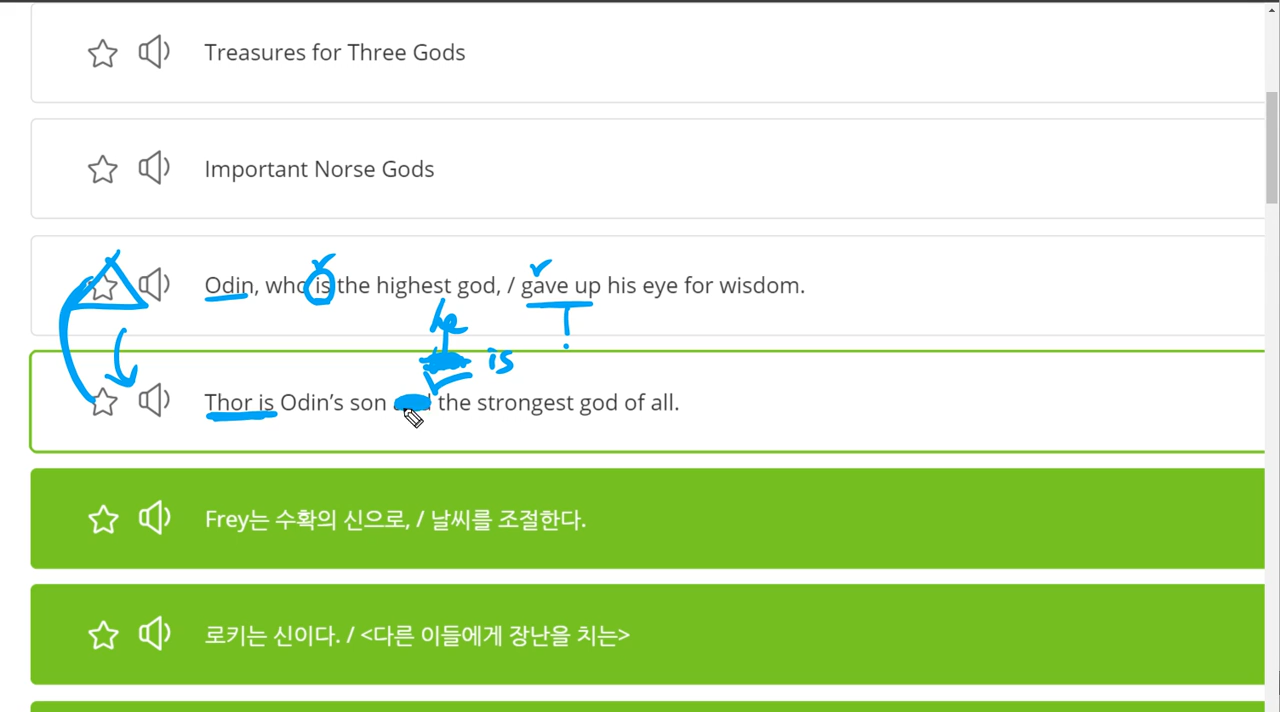 Treasures for Three Gods
Important Norse Gods
Odin, who is the highest god, / gave up his eye for wisdom.
he
is
Thor is Odin's son and the strongest god of all.
Frey는 수확의 신으로, / 날씨를 조절한다.
로키는 신이다. / <다른 이들에게 장난을 치는>